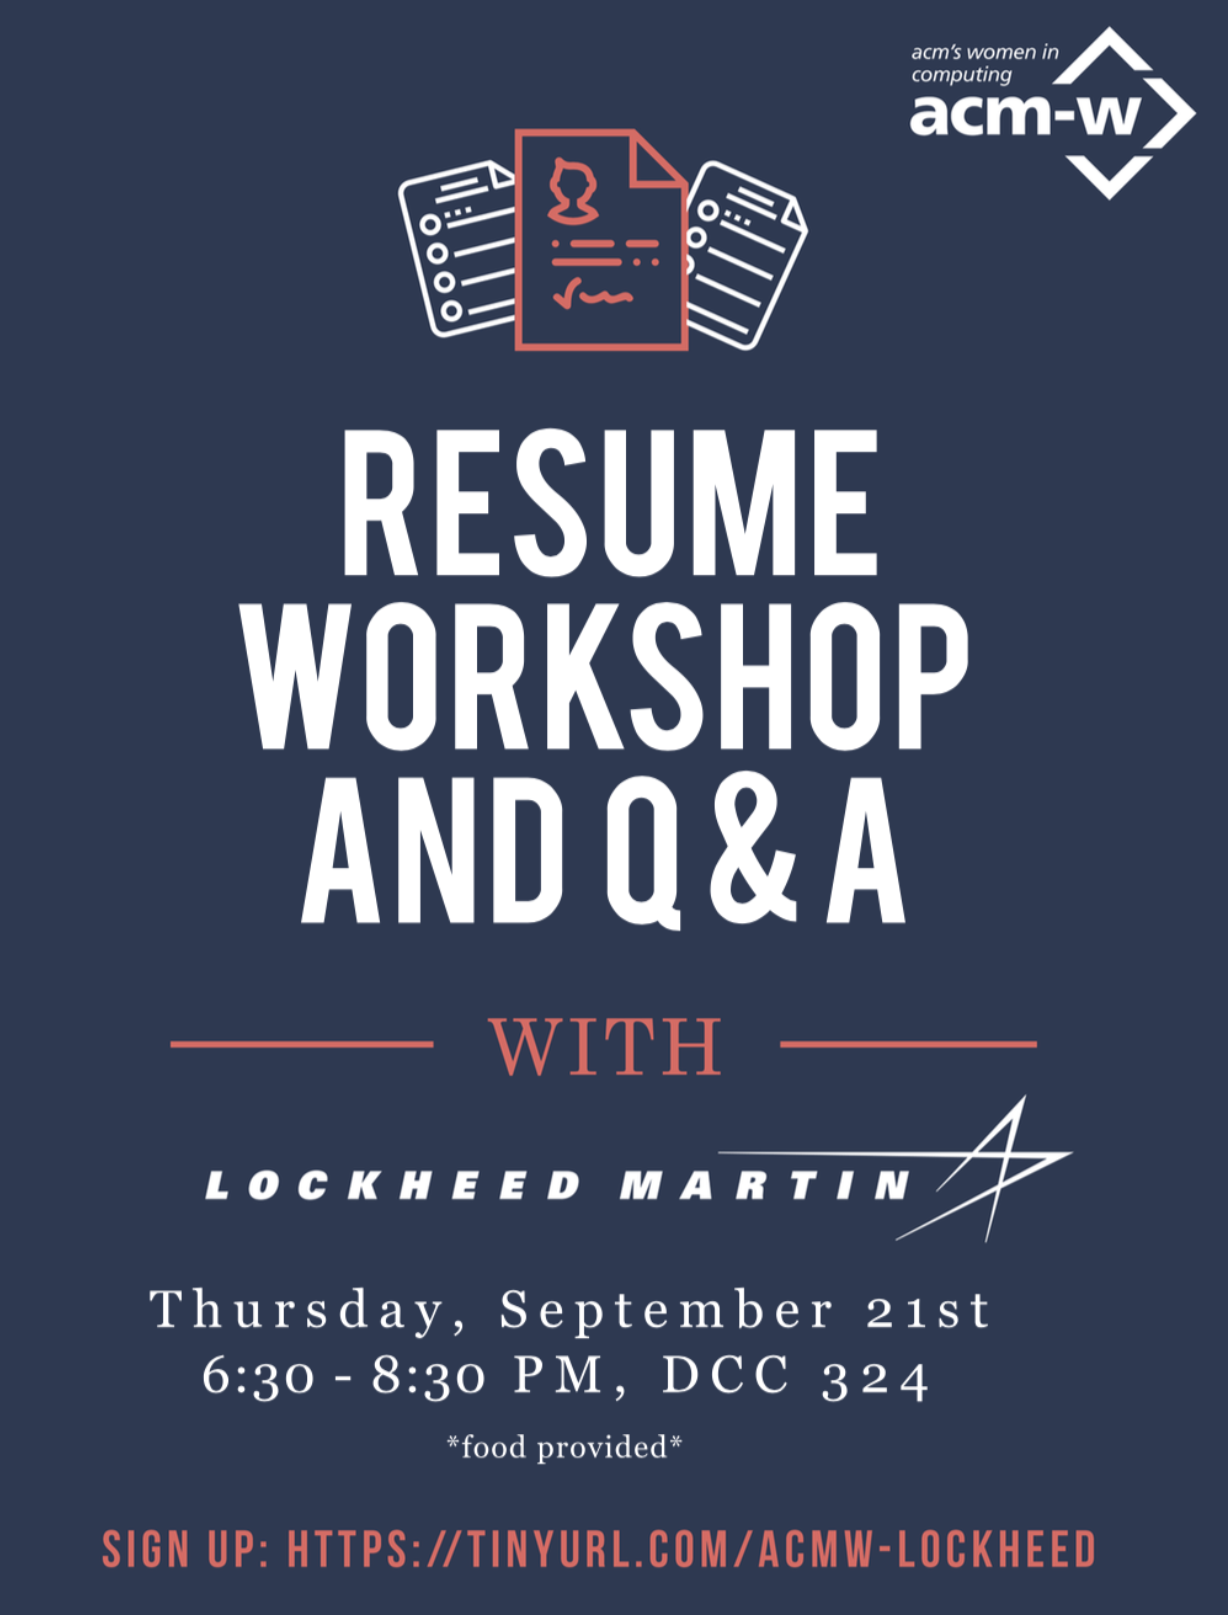 acm's women in
computing
acm-w
RESUME
WORKSHOP
AND Q & A
WITH
LOCKHEED MARTIN
Thursday, September 21st
6:30 - 8:30 PM, DCC 324
*food provided*
SIGN UP: HTTPS://TINYURL.COM/ACMW-LOCKHEED